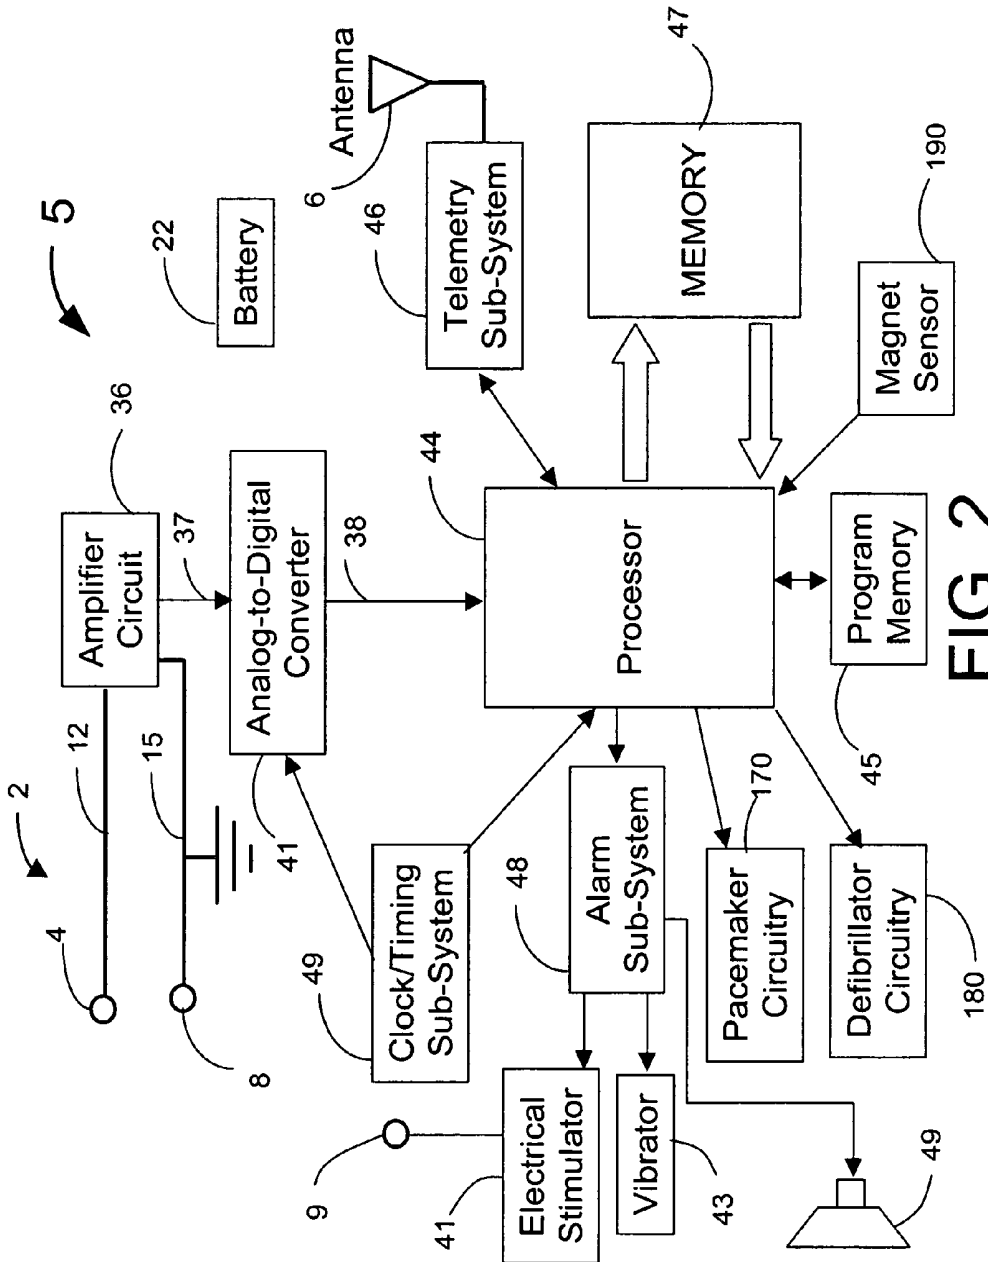 2
5
4
12
36
Amplifier
Circuit
22
15
37
Battery
8
41
Analog-to-Digital
Converter
9
49
Clock/Timing
Sub-System
38
6
Antenna
46
Telemetry
Sub-System
41
Electrical
Stimulator
48
44
Alarm
Sub-System
Processor
47
MEMORY
Vibrator
43
170
Pacemaker
Circuitry
Defibrillator
Circuitry
180
45
Program
Memory
Magnet
Sensor
190
49
FIG. 2